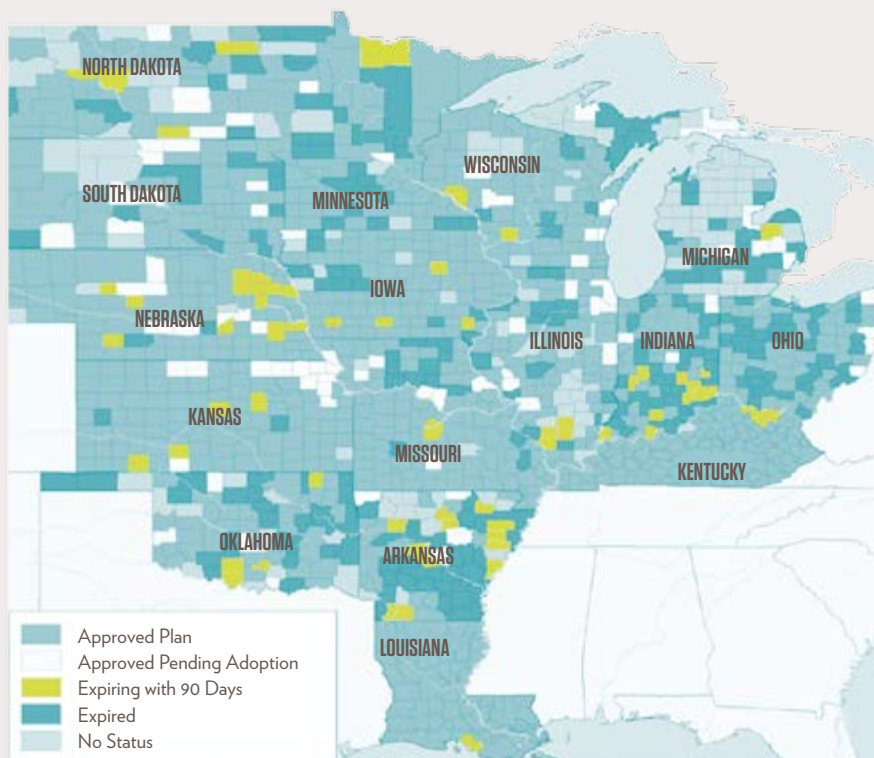 NORTH DAKOTA
WISCONSIN
SOUTH DAKOTA
MINNESOTA
MICHIGAN
IOWA
NEBRASKA
ILLINOIS
INDIANA
OHIO
KANSAS
MISSOURI
KENTUCKY
OKLAHOMA
ARKANSAS
LOUISIANA
Approved Plan
Approved Pending Adoption
Expiring with 90 Days
Expired
No Status